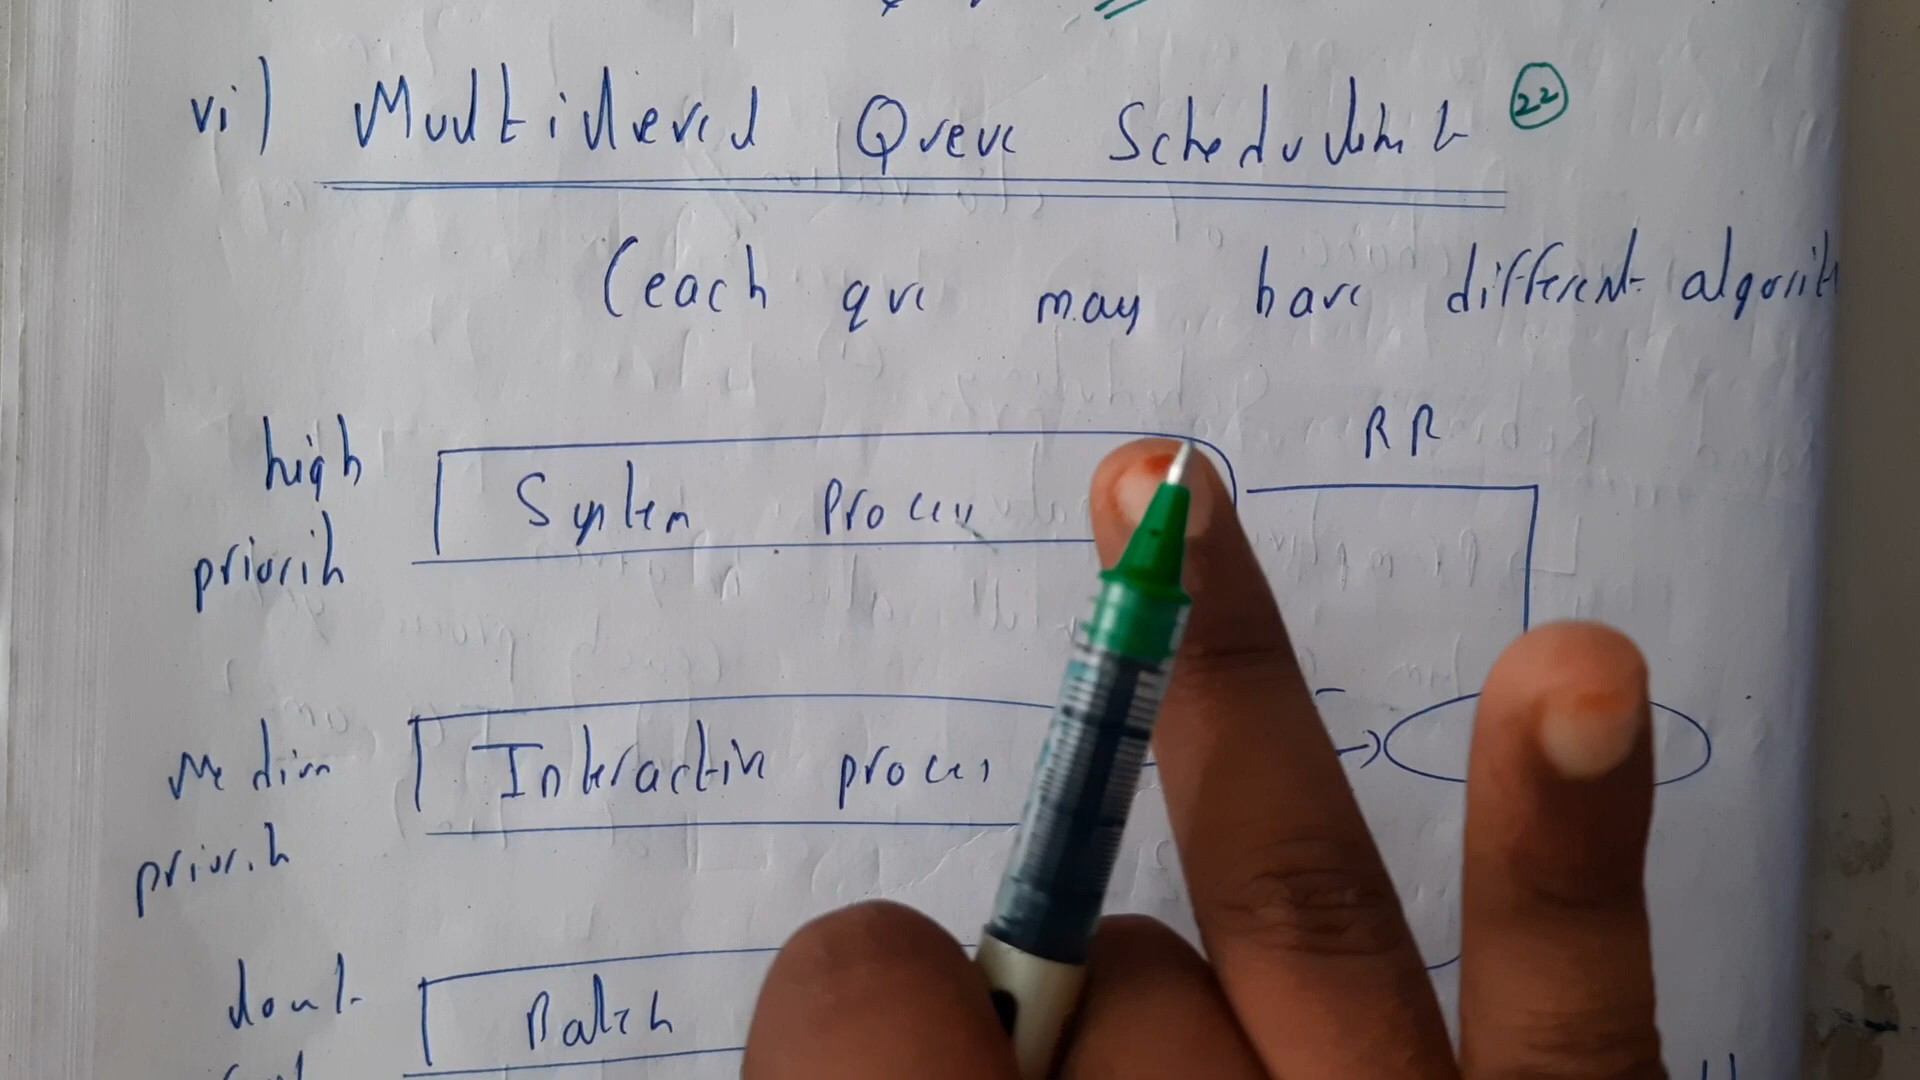 vi) Multilevel Queue Scheduling 22
(each que may have different algorith
high
priority
System Process
RR
Medium
priority
Interactive process
Batch